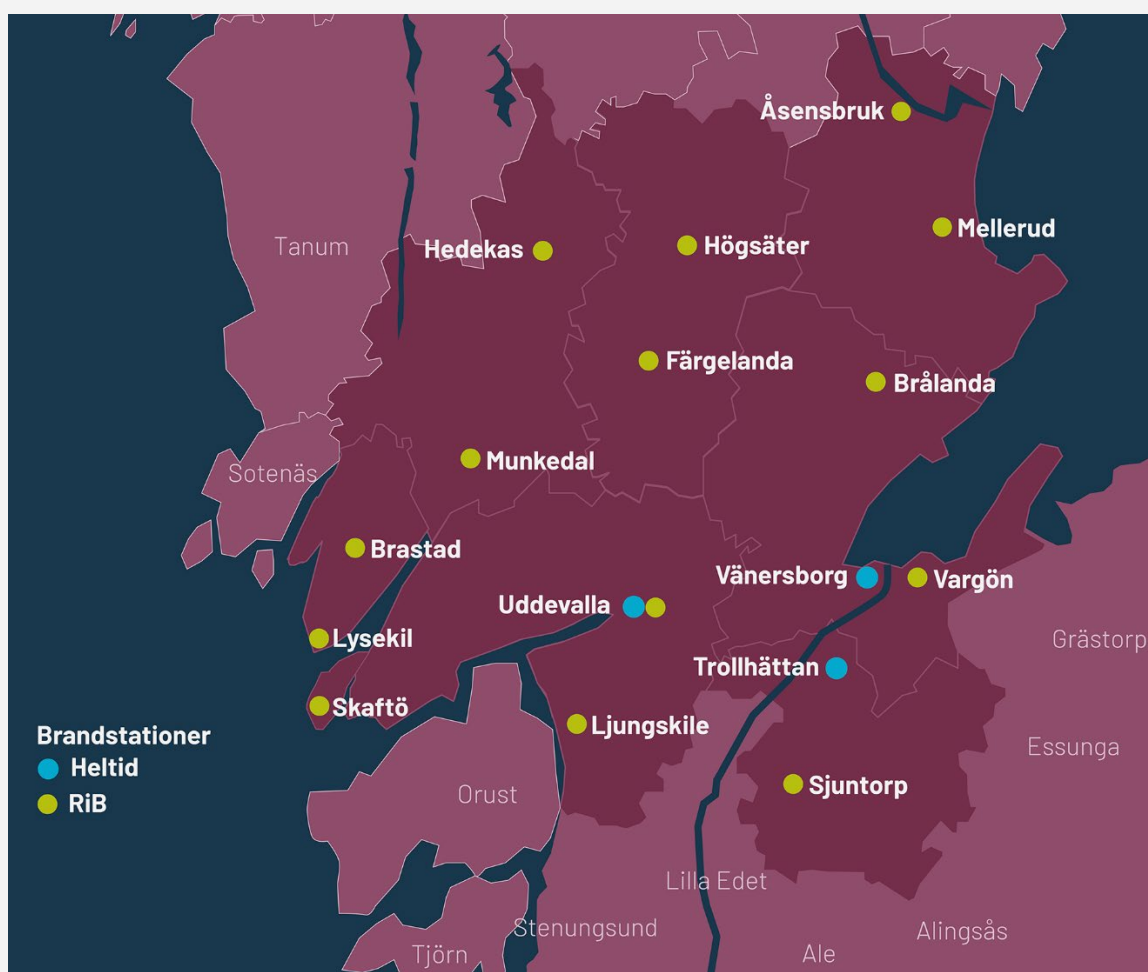 Åsensbruk
Mellerud
Tanum
Hedekas
Högsäter
Färgelanda
Brålanda
Munkedal
Sotenäs
Brastad
Vänersborg
Vargön
Uddevalla
Lysekil
Grästorp
Trollhättan
Skaftö
Ljungskile
Brandstationer
Heltid
RiB
Essunga
Orust
Sjuntorp
Lilla Edet
Stenungsund
Alingsås
Tjörn
Ale